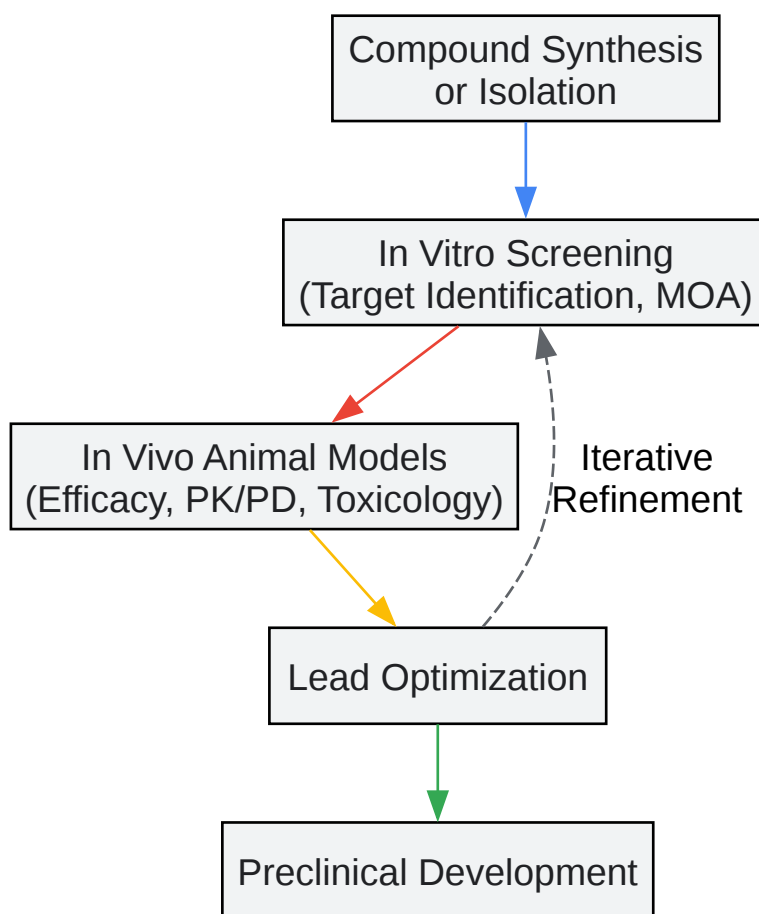 Compound Synthesis
or Isolation
In Vitro Screening
(Target Identification, MOA)
In Vivo Animal Models
(Efficacy, PK/PD, Toxicology)
Iterative
Refinement
Lead Optimization
Preclinical Development